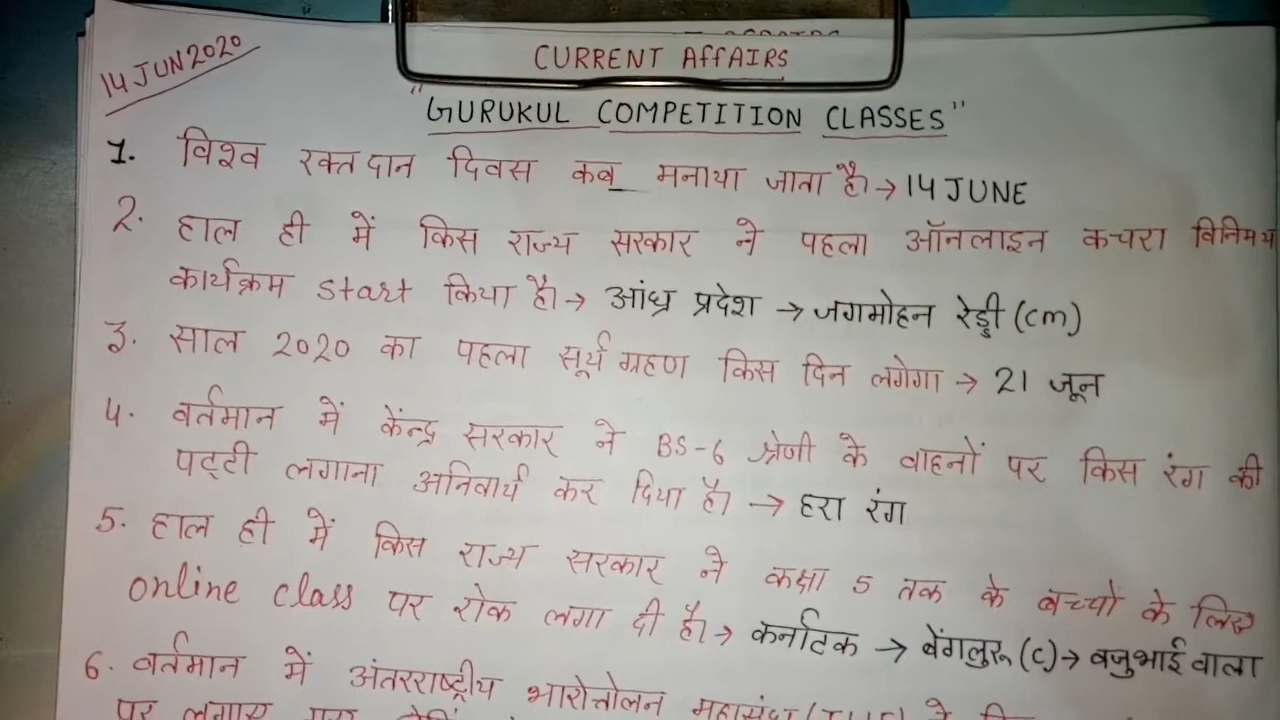 14 JUN 2020
CURRENT AFFAIRS
"GURUKUL COMPETITION CLASSES"
1. विश्व रक्तदान दिवस कब मनाया जाता है। → 14 JUNE
2. हाल ही में किस राज्य सरकार ने पहला ऑनलाइन कचरा विनिमय
कार्यक्रम start किया है। → आंध्र प्रदेश → जगमोहन रेड्डी (cm)
3. साल 2020 का पहला सूर्य ग्रहण किस दिन लगेगा → 21 जून
4. वर्तमान में केंन्द्र सरकार ने BS-6 श्रेणी के वाहनों पर किस रंग की
पट्टी लगाना अनिवार्य कर दिया है। → हरा रंग
5. हाल ही में किस राज्य सरकार ने कक्षा 5 तक के बच्चों के लिए
online class पर रोक लगा दी है। → कर्नाटक → बेंगलुरू (c) → वजुभाई वाला
6. वर्तमान में अंतरराष्ट्रीय भारोत्तोलन महासंघ
पर